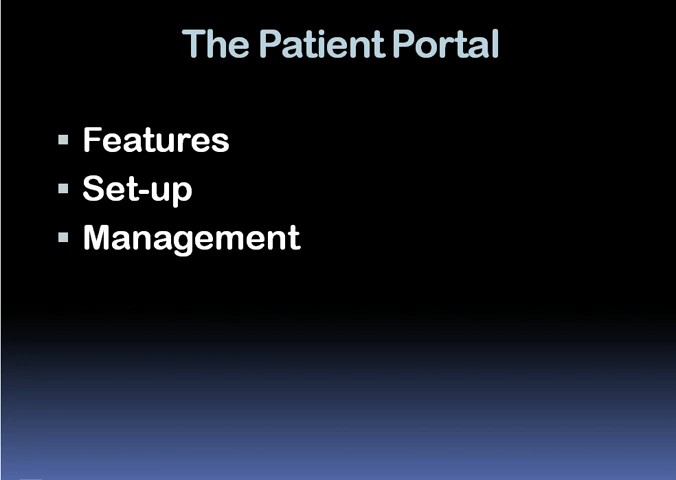 The Patient Portal
Features
Set-up
Management